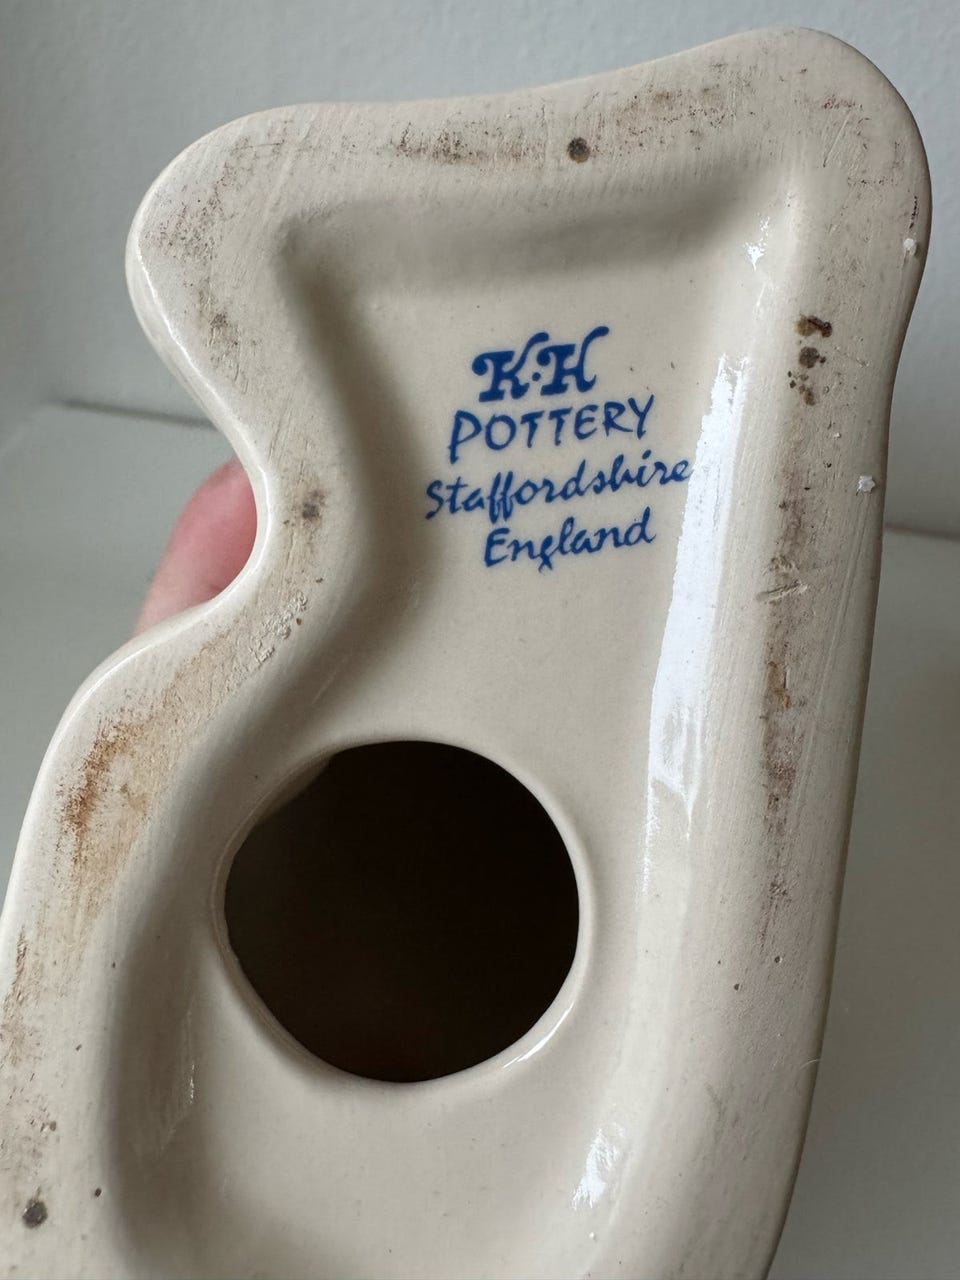 K·H
POTTERY
Staffordshire
England